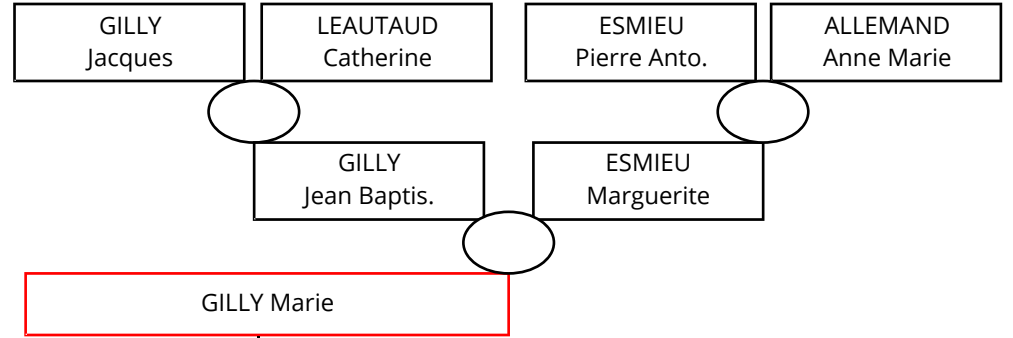 GILLY
Jacques
LEAUTAUD
Catherine
ESMIEU
Pierre Anto.
ALLEMAND
Anne Marie
GILLY
Jean Baptis.
ESMIEU
Marguerite
GILLY Marie